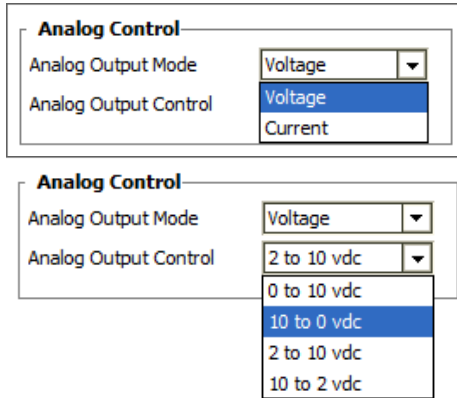 Analog Control
Analog Output Mode Voltage
Analog Output Control Voltage
Current
Analog Control
Analog Output Mode Voltage
Analog Output Control 2 to 10 vdc
0 to 10 vdc
10 to 0 vdc
2 to 10 vdc
10 to 2 vdc